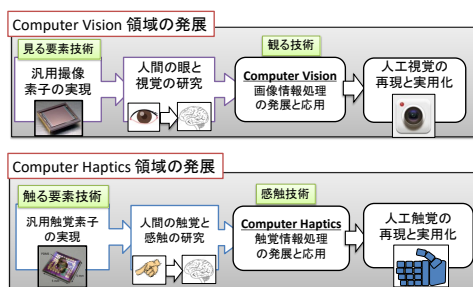 Computer Vision 領域の発展
見る要素技術
汎用撮像
素子の実現
人間の眼と
視覚の研究
観る技術
Computer Vision
画像情報処理
の発展と応用
人工視覚の
再現と実用化
Computer Haptics 領域の発展
触る要素技術
汎用触覚素子
の実現
人間の触覚と
感触の研究
感触技術
Computer Haptics
触覚情報処理
の発展と応用
人工触覚の
再現と実用化